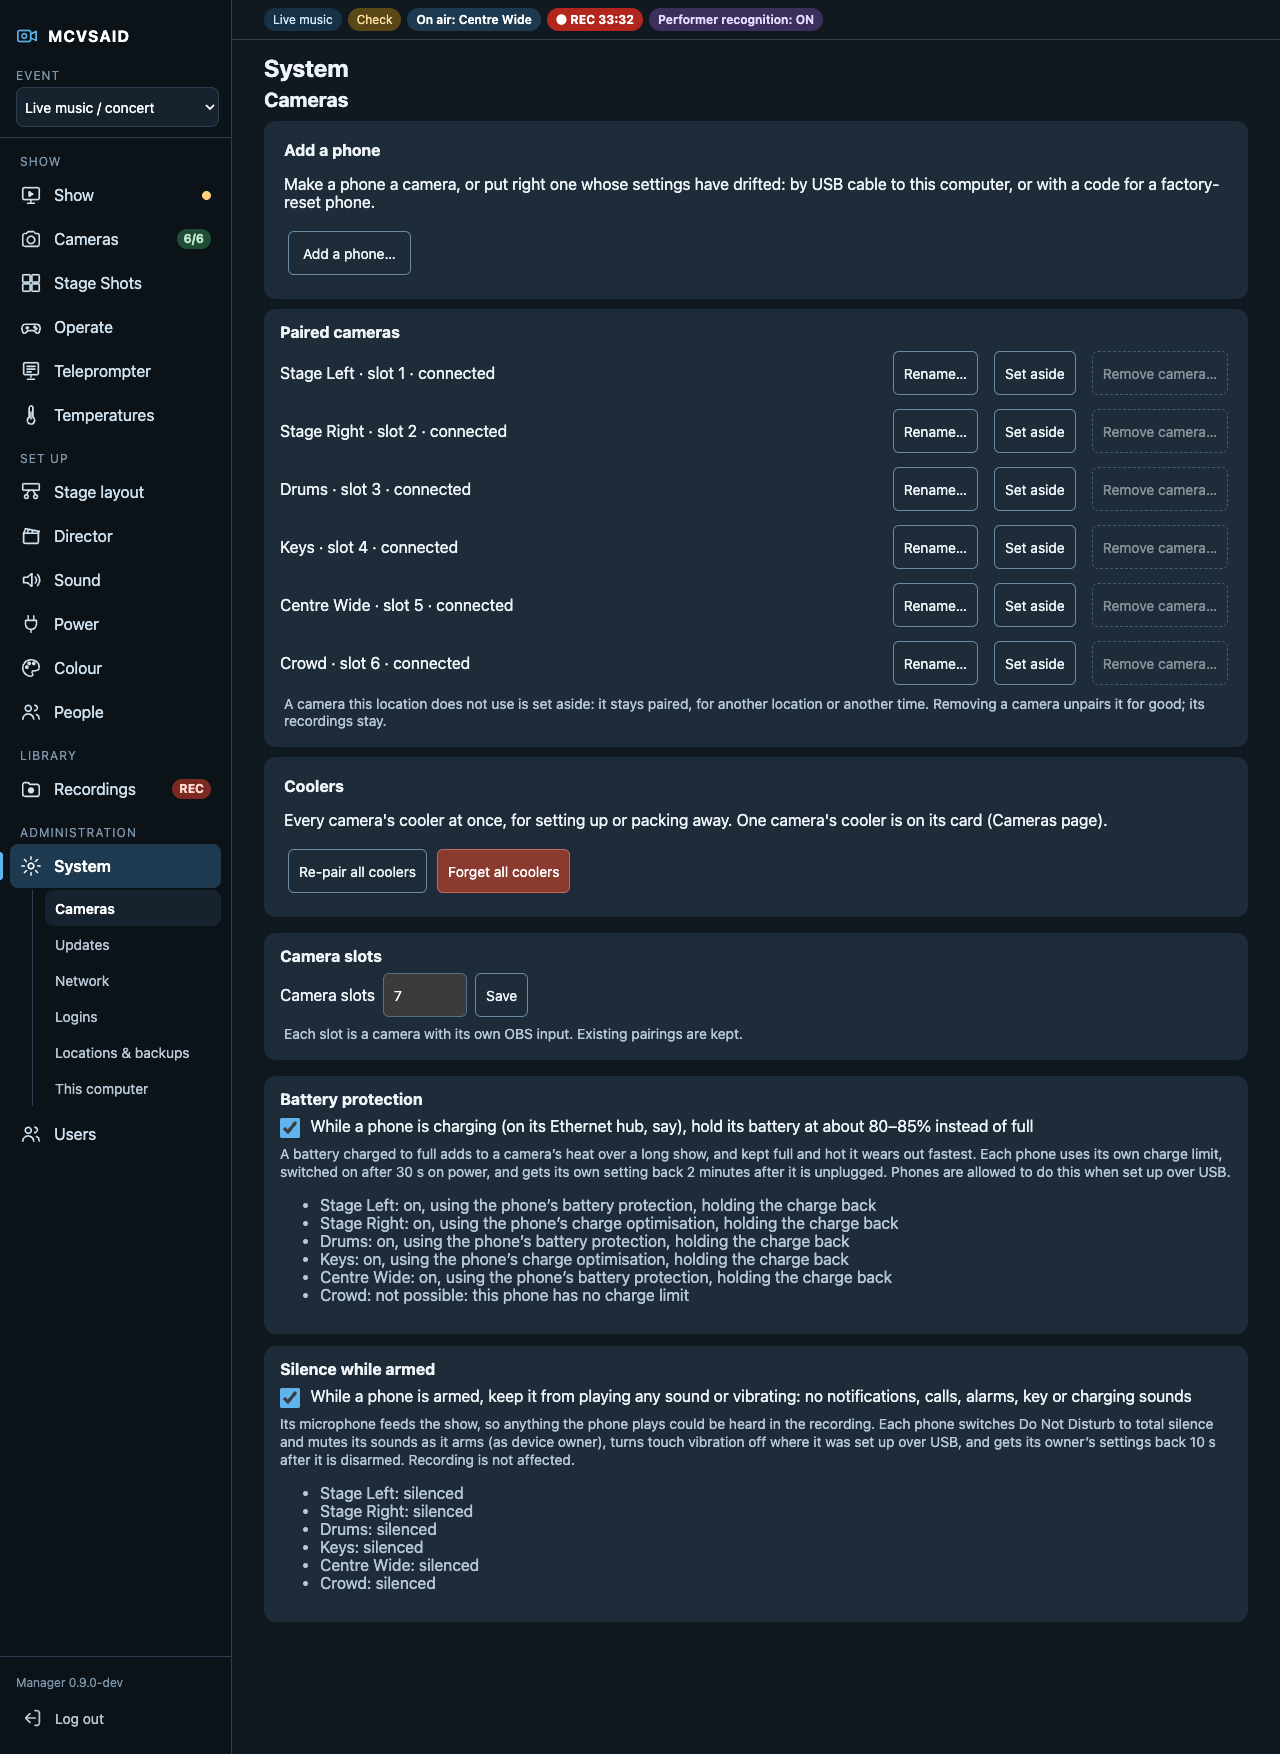 MCVSAID
EVENT
Live music / concert
SHOW
Show
Cameras 6/6
Stage Shots
Operate
Teleprompter
Temperatures
SET UP
Stage layout
Director
Sound
Power
Colour
People
LIBRARY
Recordings REC
ADMINISTRATION
System
Cameras
Updates
Network
Logins
Locations & backups
This computer
Users
Manager 0.9.0-dev
Log out
Live music Check On air: Centre Wide REC 33:32 Performer recognition: ON
System
Cameras
Add a phone
Make a phone a camera, or put right one whose settings have drifted: by USB cable to this computer, or with a code for a factory-
reset phone.
Add a phone...
Paired cameras
Stage Left · slot 1 · connected Rename... Set aside Remove camera...
Stage Right · slot 2 · connected Rename... Set aside Remove camera...
Drums · slot 3 · connected Rename... Set aside Remove camera...
Keys · slot 4 · connected Rename... Set aside Remove camera...
Centre Wide · slot 5 · connected Rename... Set aside Remove camera...
Crowd · slot 6 · connected Rename... Set aside Remove camera...
A camera this location does not use is set aside: it stays paired, for another location or another time. Removing a camera unpairs it for good; its
recordings stay.
Coolers
Every camera's cooler at once, for setting up or packing away. One camera's cooler is on its card (Cameras page).
Re-pair all coolers Forget all coolers
Camera slots
Camera slots 7 Save
Each slot is a camera with its own OBS input. Existing pairings are kept.
Battery protection
While a phone is charging (on its Ethernet hub, say), hold its battery at about 80–85% instead of full
A battery charged to full adds to a camera’s heat over a long show, and kept full and hot it wears out fastest. Each phone uses its own charge limit,
switched on after 30 s on power, and gets its own setting back 2 minutes after it is unplugged. Phones are allowed to do this when set up over USB.
• Stage Left: on, using the phone’s battery protection, holding the charge back
• Stage Right: on, using the phone’s charge optimisation, holding the charge back
• Drums: on, using the phone’s battery protection, holding the charge back
• Keys: on, using the phone’s charge optimisation, holding the charge back
• Centre Wide: on, using the phone’s battery protection, holding the charge back
• Crowd: not possible: this phone has no charge limit
Silence while armed
While a phone is armed, keep it from playing any sound or vibrating: no notifications, calls, alarms, key or charging sounds
Its microphone feeds the show, so anything the phone plays could be heard in the recording. Each phone switches Do Not Disturb to total silence
and mutes its sounds as it arms (as device owner), turns touch vibration off where it was set up over USB, and gets its owner’s settings back 10 s
after it is disarmed. Recording is not affected.
• Stage Left: silenced
• Stage Right: silenced
• Drums: silenced
• Keys: silenced
• Centre Wide: silenced
• Crowd: silenced